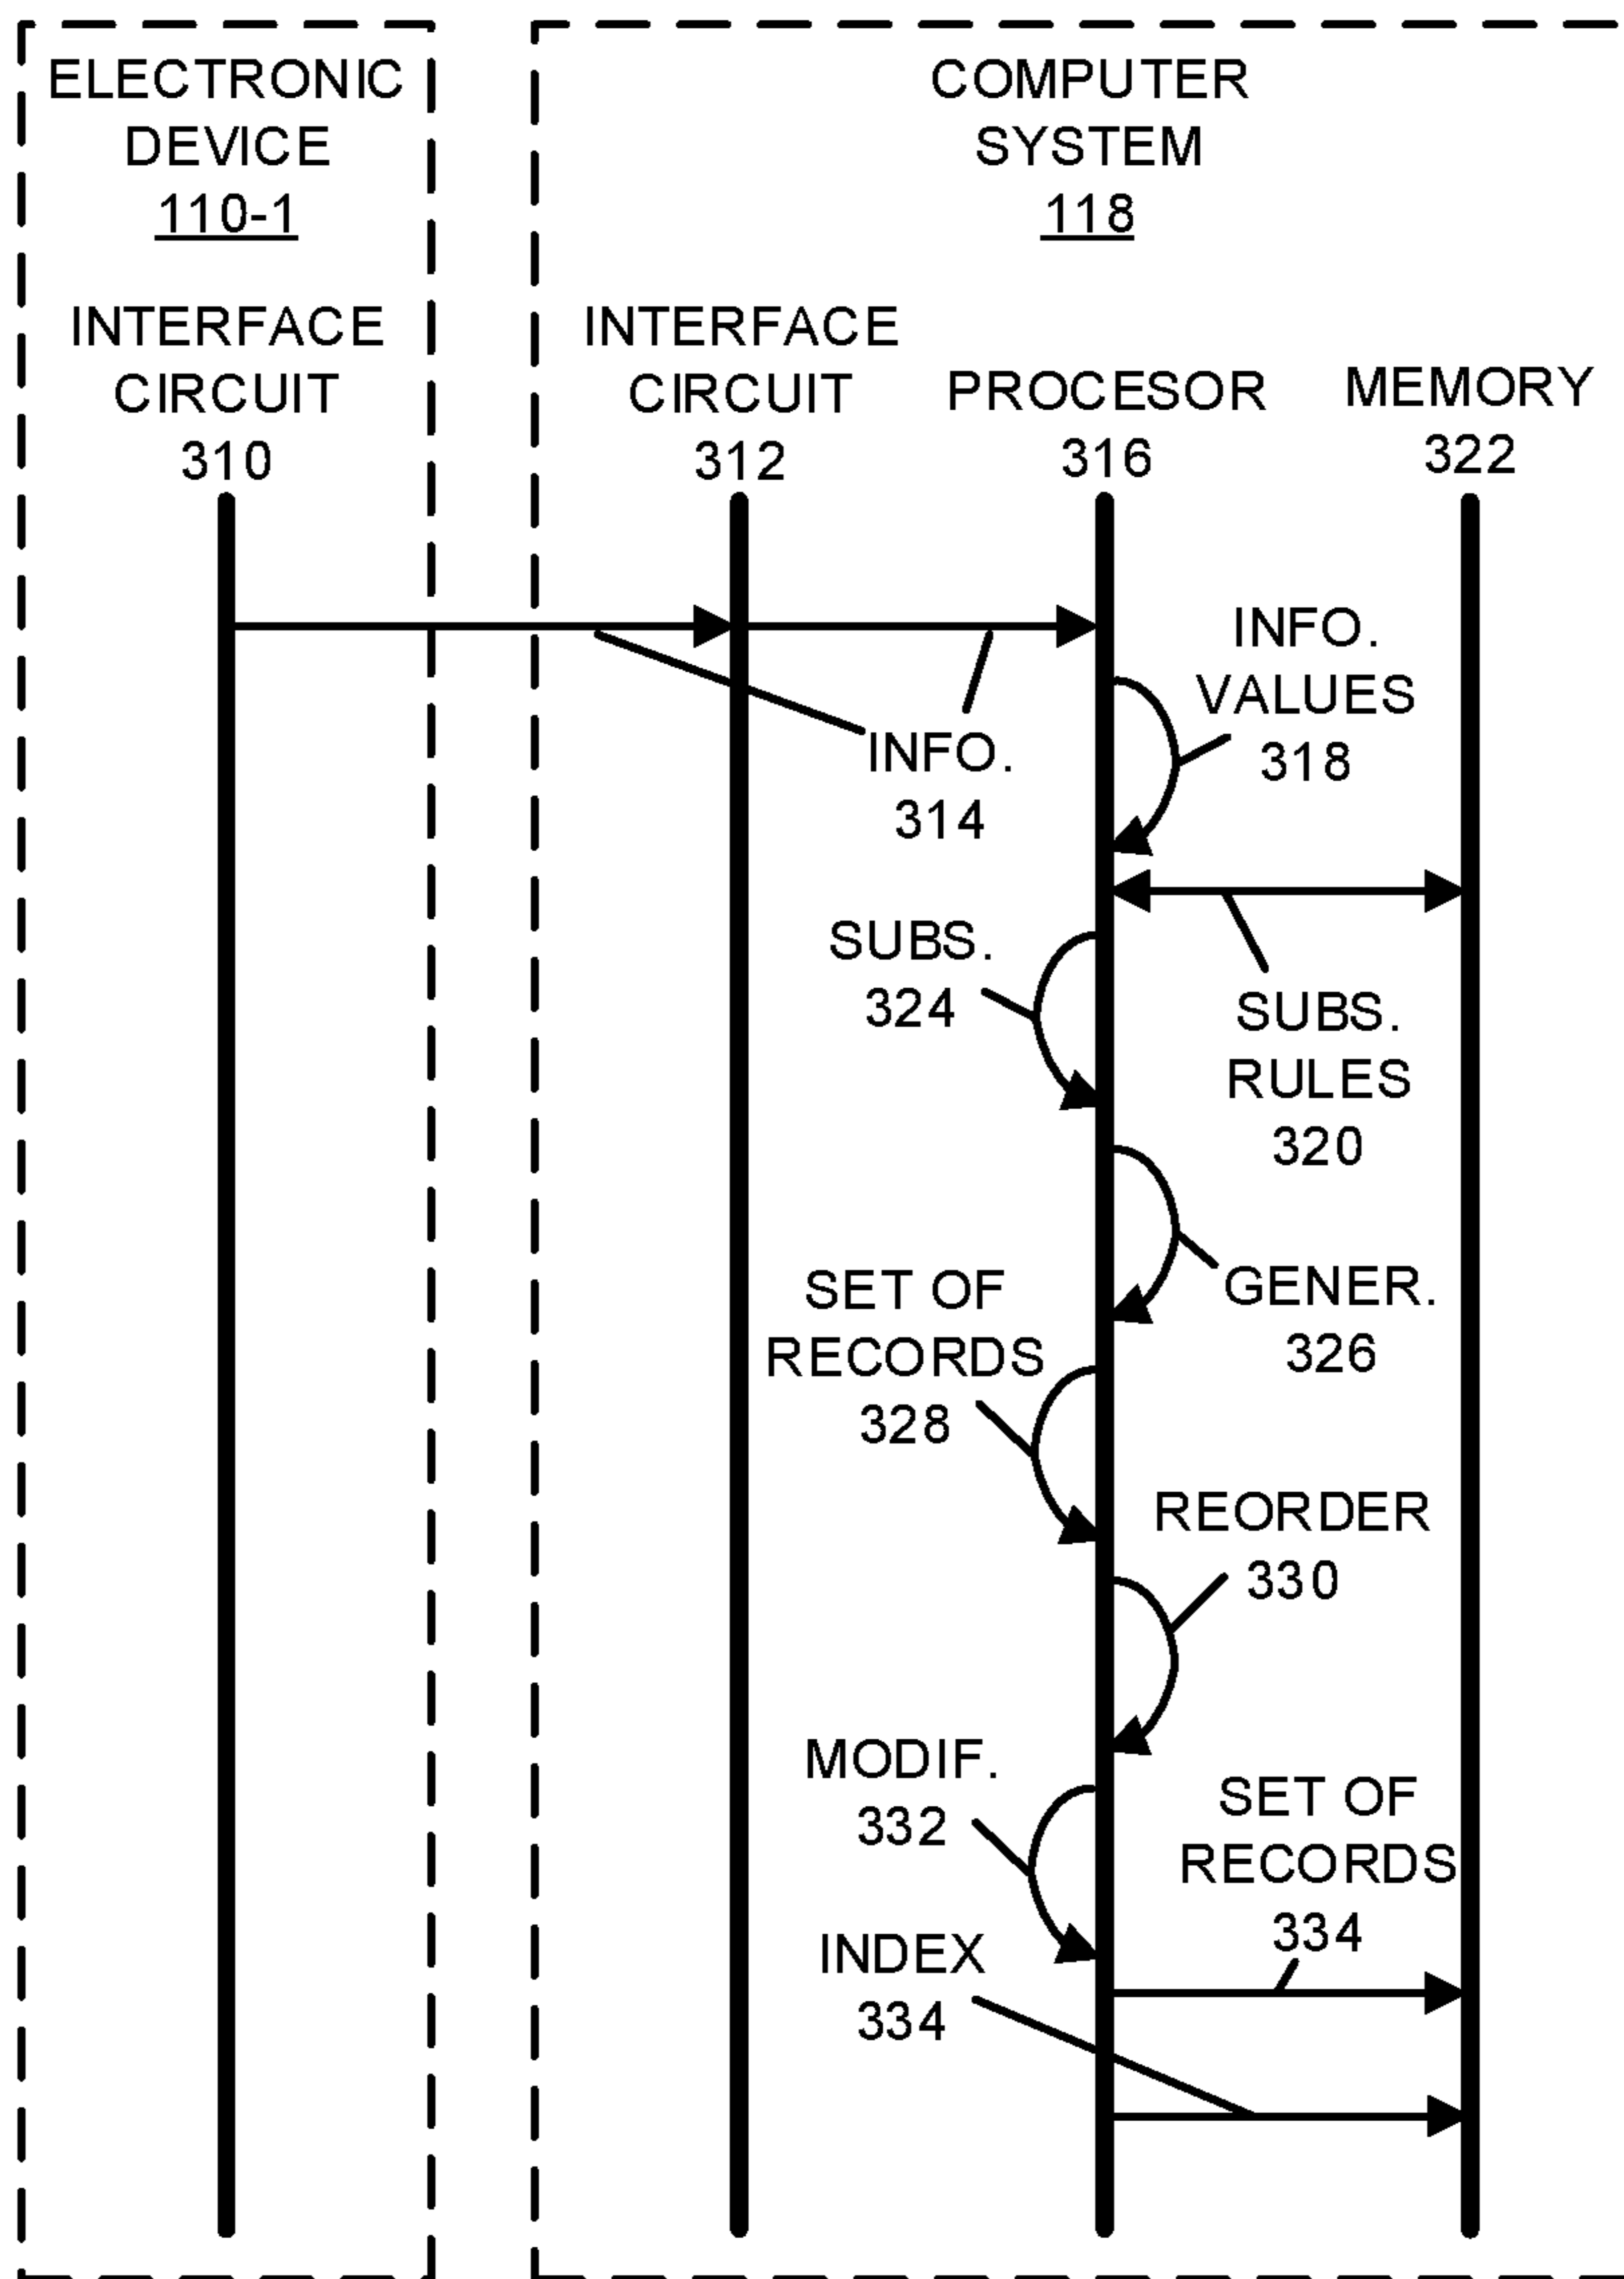 ELECTRONIC
DEVICE
110-1
COMPUTER
SYSTEM
118
INTERFACE
CIRCUIT
310
INTERFACE
CIRCUIT
312
PROCESOR
316
MEMORY
322
INFO.
VALUES
318
INFO.
314
SUBS.
324
SUBS.
RULES
320
GENER.
326
SET OF
RECORDS
328
REORDER
330
MODIF.
332
SET OF
RECORDS
334
INDEX
334